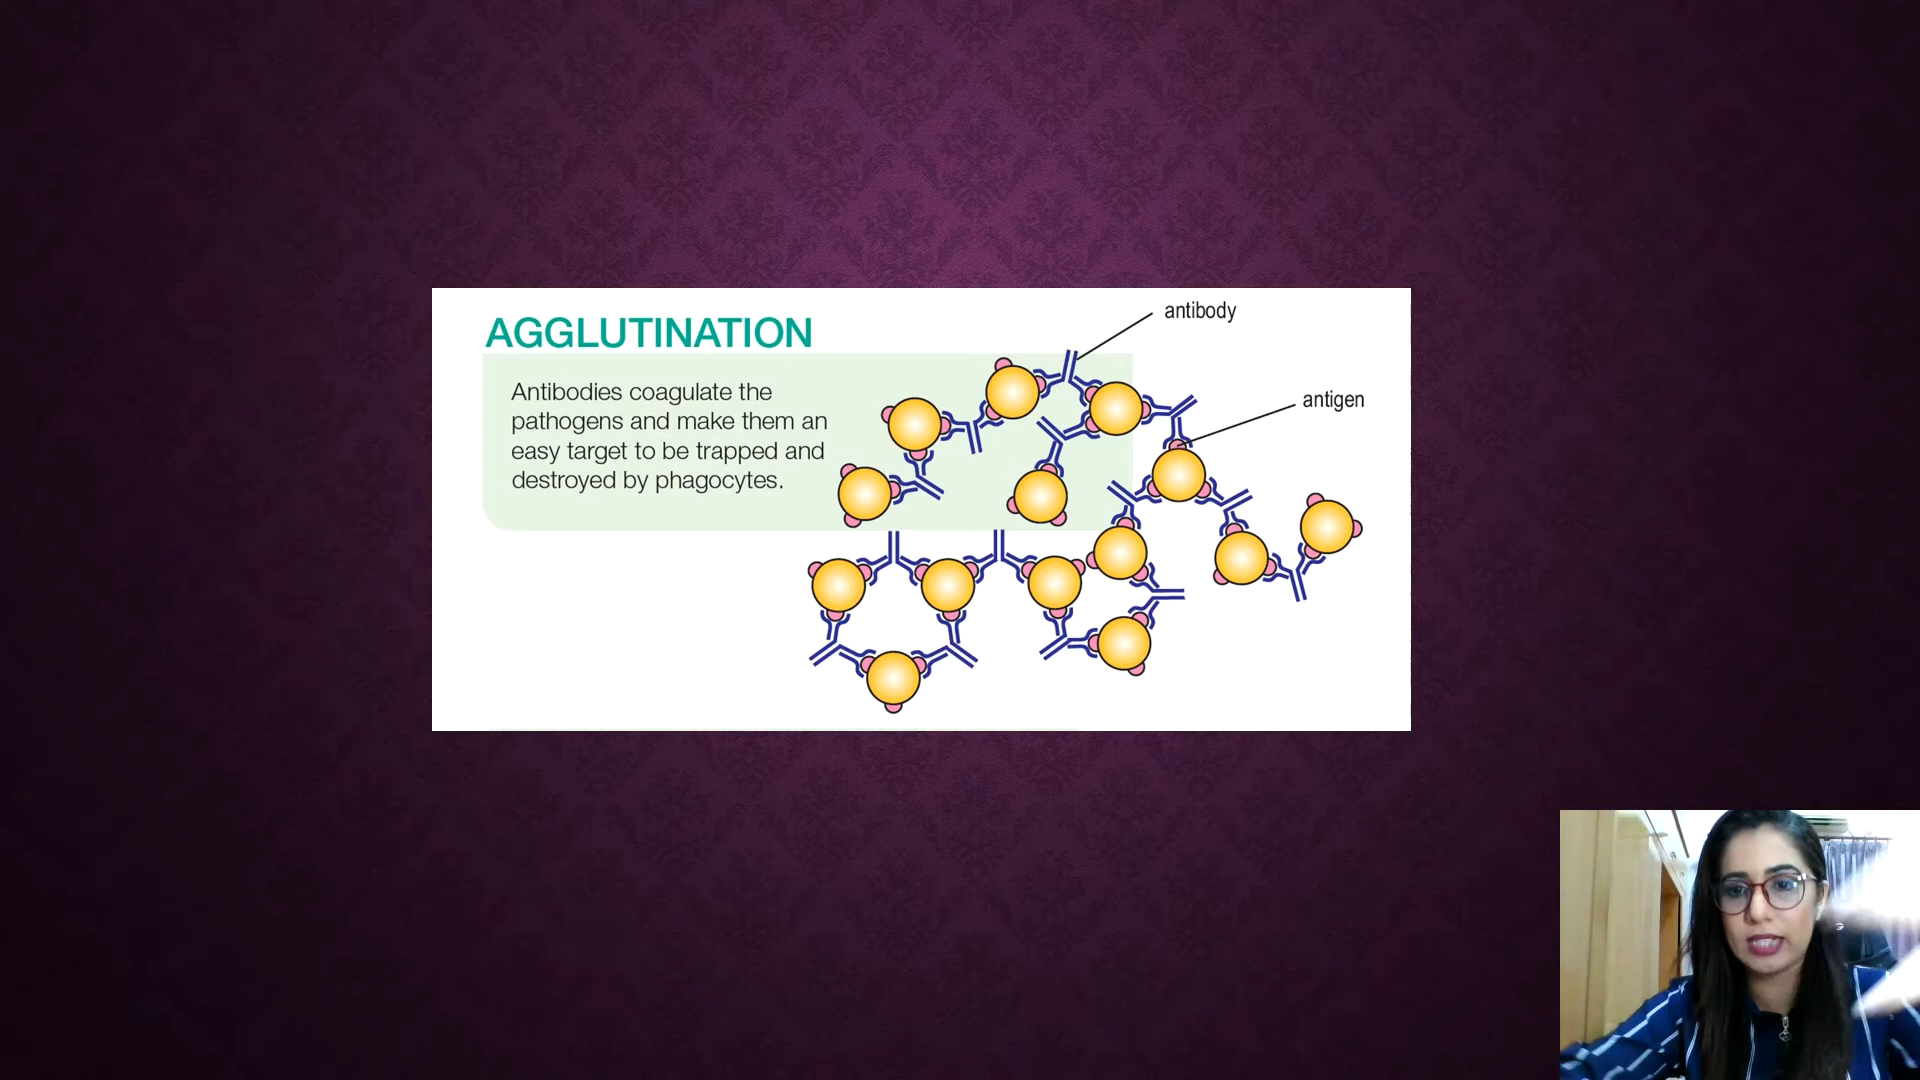 AGGLUTINATION
Antibodies coagulate the
pathogens and make them an
easy target to be trapped and
destroyed by phagocytes.
antibody
antigen